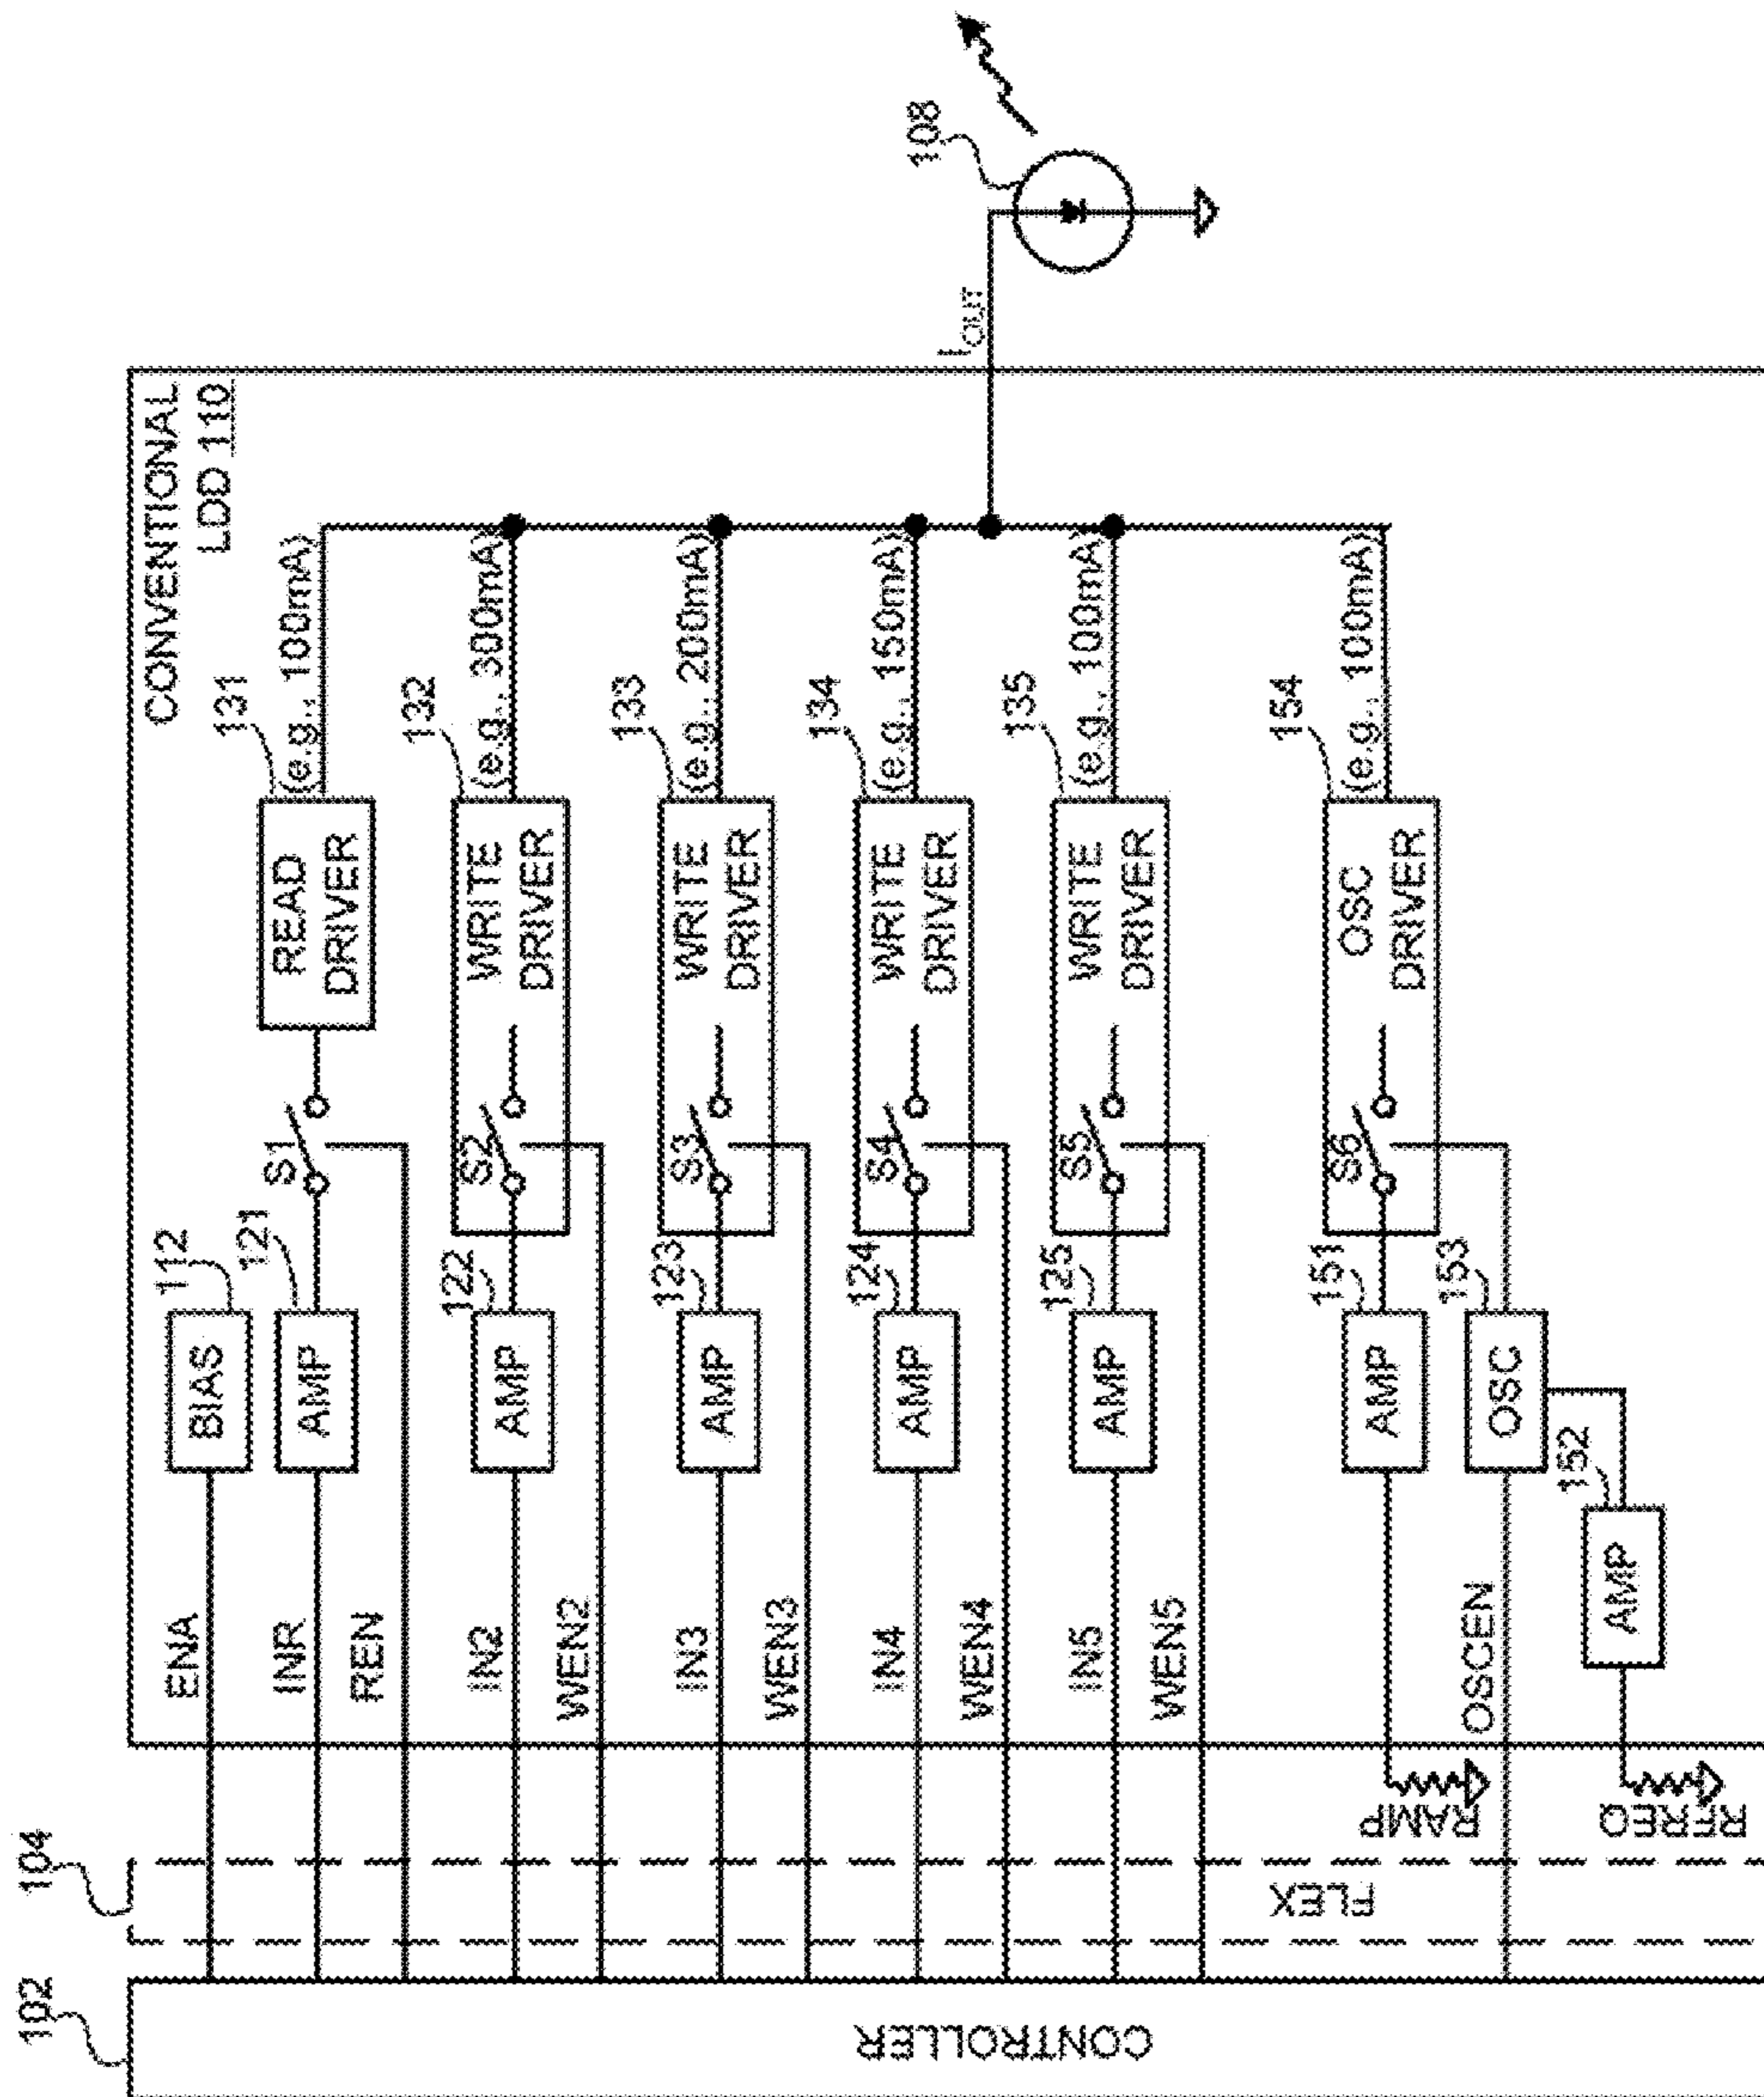 102
104
CONVENTIONAL
LDD 110
CONTROLLER
FLEX
ENA
BIAS
112
INR
AMP
121
S1
READ
DRIVER
131
(e.g., 100mA)
REN
IN2
AMP
122
S2
WRITE
DRIVER
132
(e.g., 300mA)
WEN2
IN3
AMP
123
S3
WRITE
DRIVER
133
(e.g., 200mA)
WEN3
IN4
AMP
124
S4
WRITE
DRIVER
134
(e.g., 150mA)
WEN4
IN5
AMP
125
S5
WRITE
DRIVER
135
(e.g., 100mA)
WEN5
RAMP
AMP
151
S6
OSC
DRIVER
154
(e.g., 100mA)
OSCEN
OSC
153
RFREQ
AMP
152
IOUT
108